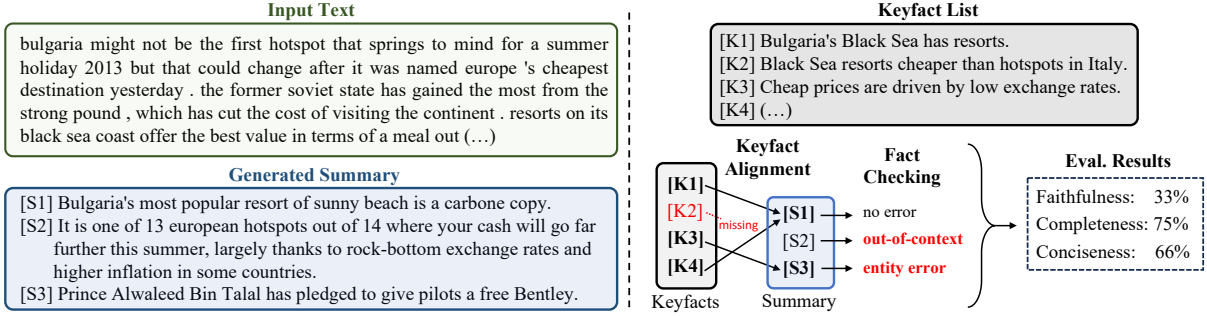 Input Text
bulgaria might not be the first hotspot that springs to mind for a summer
holiday 2013 but that could change after it was named europe 's cheapest
destination yesterday . the former soviet state has gained the most from the
strong pound , which has cut the cost of visiting the continent . resorts on its
black sea coast offer the best value in terms of a meal out (…)
Generated Summary
[S1] Bulgaria's most popular resort of sunny beach is a carbone copy.
[S2] It is one of 13 european hotspots out of 14 where your cash will go far
further this summer, largely thanks to rock-bottom exchange rates and
higher inflation in some countries.
[S3] Prince Alwaleed Bin Talal has pledged to give pilots a free Bentley.
Keyfact List
[K1] Bulgaria's Black Sea has resorts.
[K2] Black Sea resorts cheaper than hotspots in Italy.
[K3] Cheap prices are driven by low exchange rates.
[K4] (…)
Keyfact
Alignment
[K1]
[K2]
[K3]
[K4]
missing
[S1]
[S2]
[S3]
Keyfacts
Summary
Fact
Checking
no error
out-of-context
entity error
Eval. Results
Faithfulness: 33%
Completeness: 75%
Conciseness: 66%